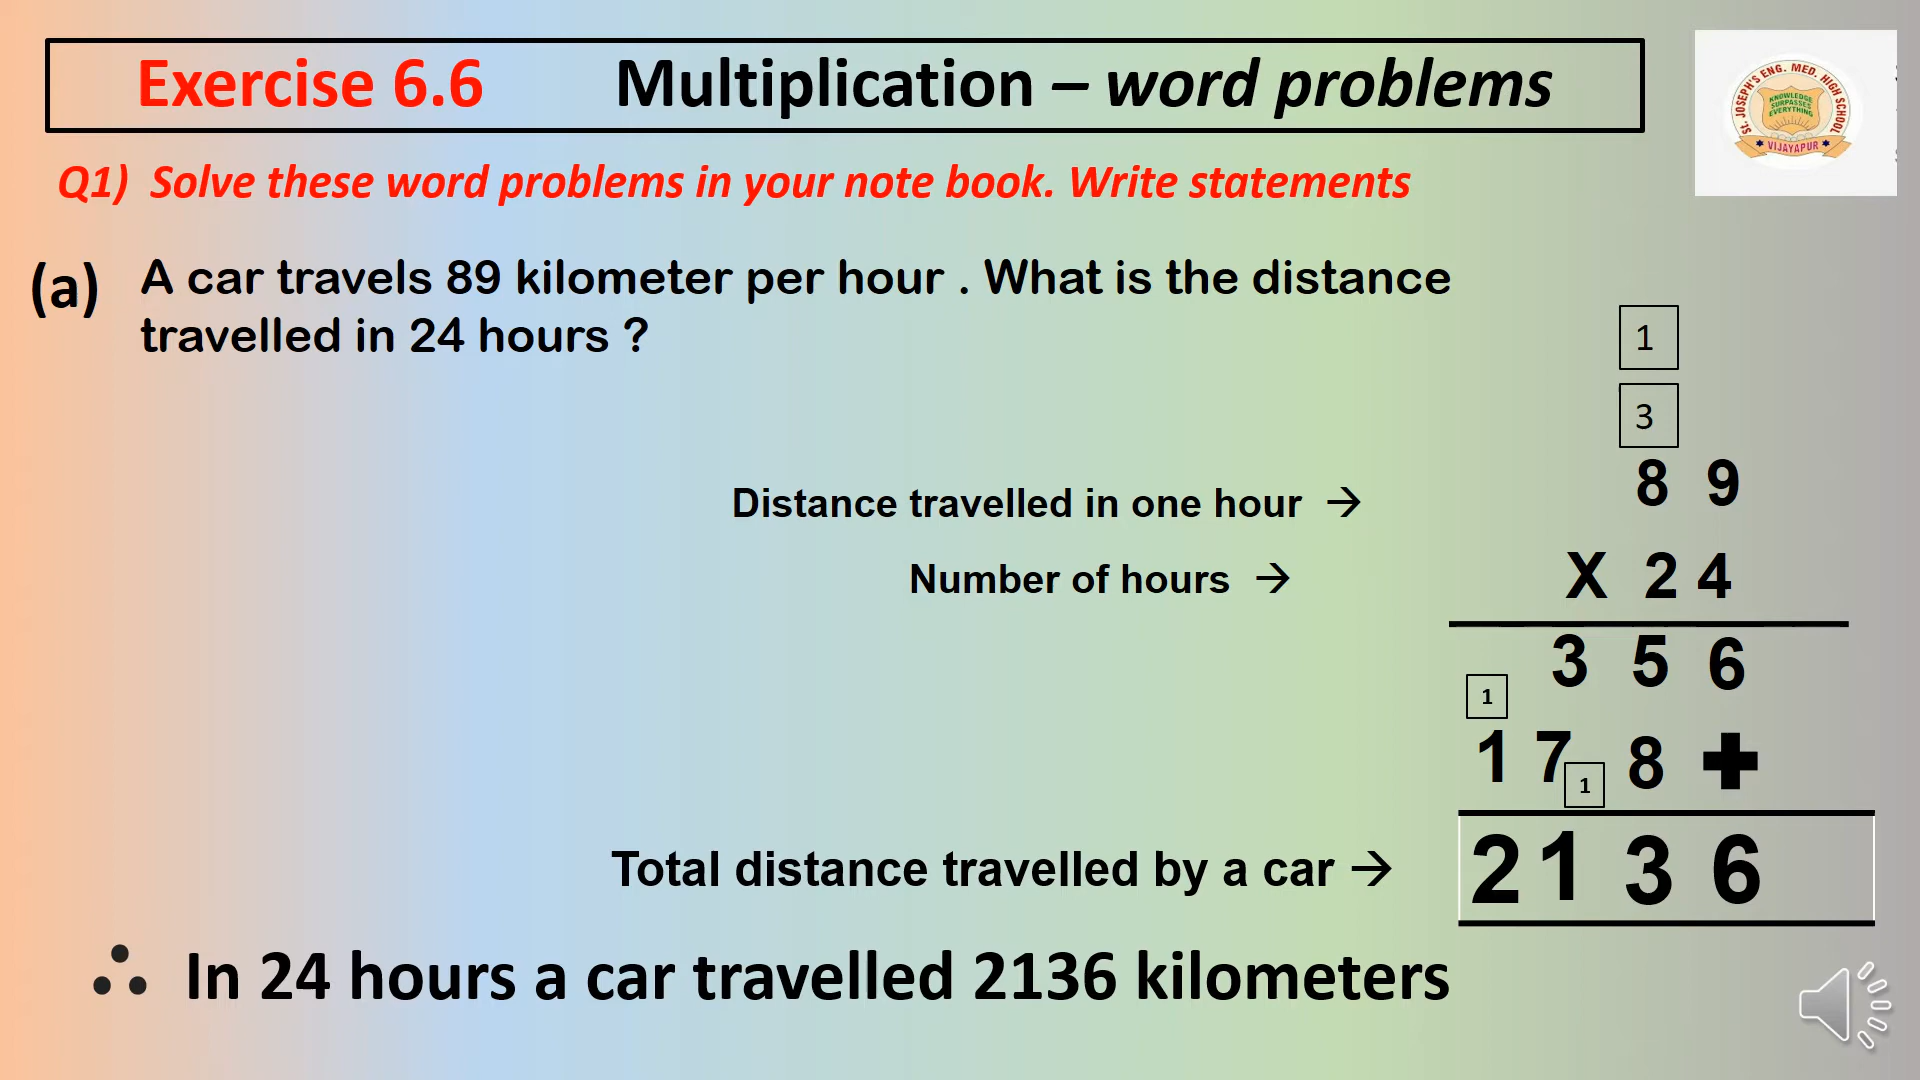 Exercise 6.6 Multiplication – word problems
ST. JOSEPH'S ENG. MED. HIGH SCHOOL
KNOWLEDGE
SURPASSES
EVERYTHING
VIJAYAPUR
Q1) Solve these word problems in your note book. Write statements
(a) A car travels 89 kilometer per hour . What is the distance
travelled in 24 hours ?
1
3
Distance travelled in one hour → 8 9
Number of hours → X 2 4
3 5 6
1
1 7 8 +
1
Total distance travelled by a car → 2 1 3 6
∴ In 24 hours a car travelled 2136 kilometers